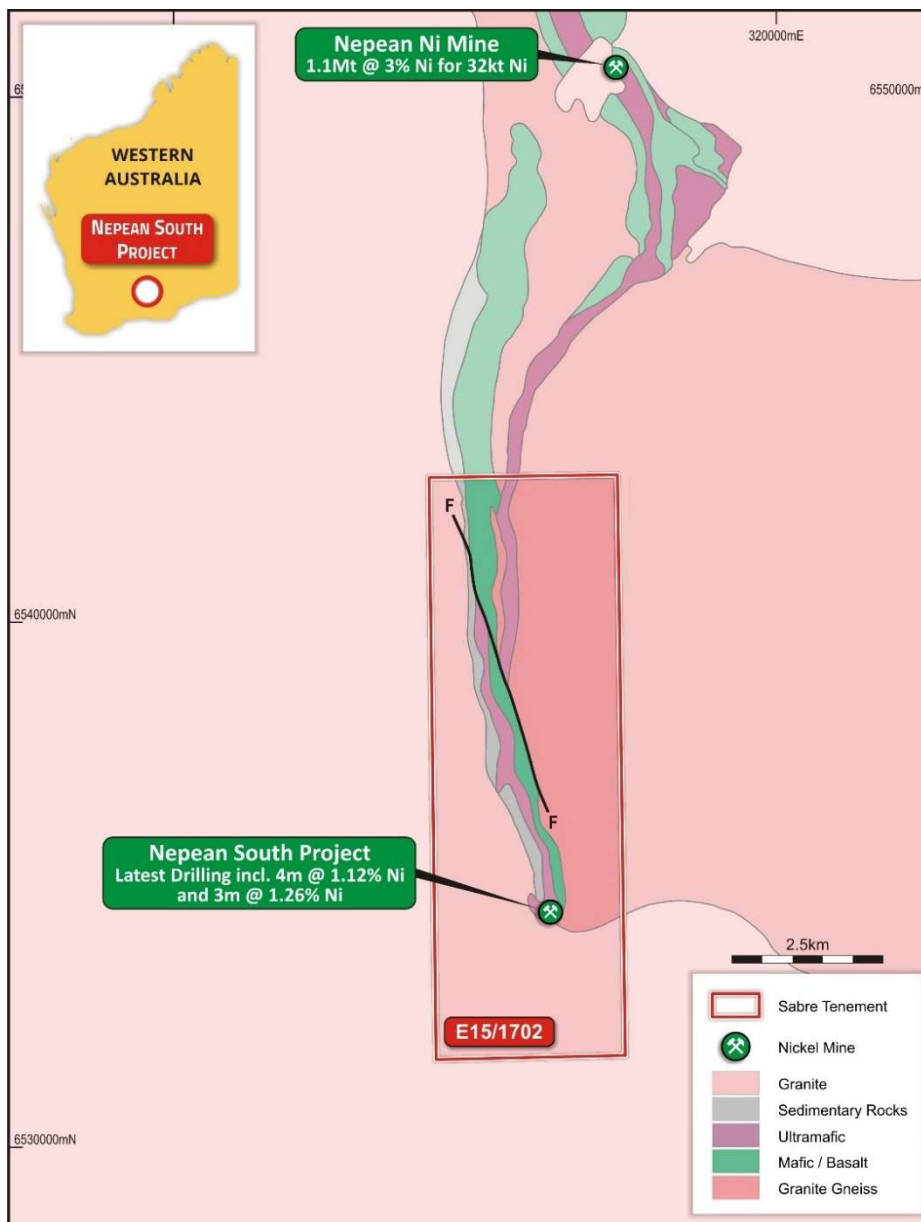 Nepean Ni Mine
1.1Mt @ 3% Ni for 32kt Ni
320000mE
6550000m
WESTERN
AUSTRALIA
NEPEAN SOUTH
PROJECT
F
6540000mN
F
Nepean South Project
Latest Drilling incl. 4m @ 1.12% Ni
and 3m @ 1.26% Ni
2.5km
E15/1702
Sabre Tenement
Nickel Mine
Granite
Sedimentary Rocks
Ultramafic
Mafic / Basalt
Granite Gneiss
6530000mN